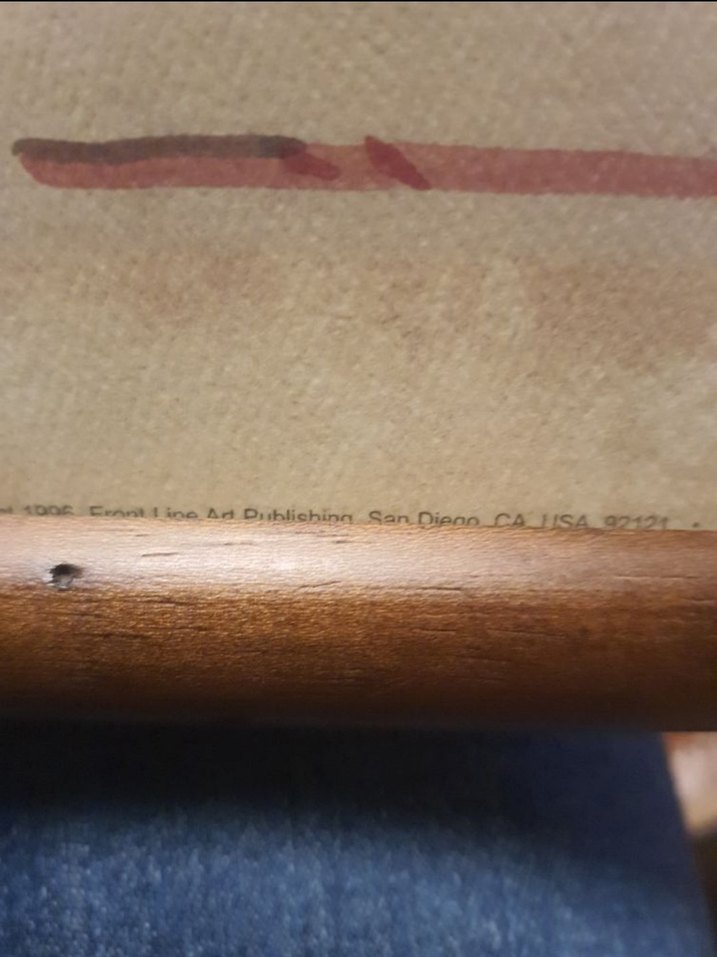 1996, Front Line Art Publishing, San Diego, CA, USA 92121 •